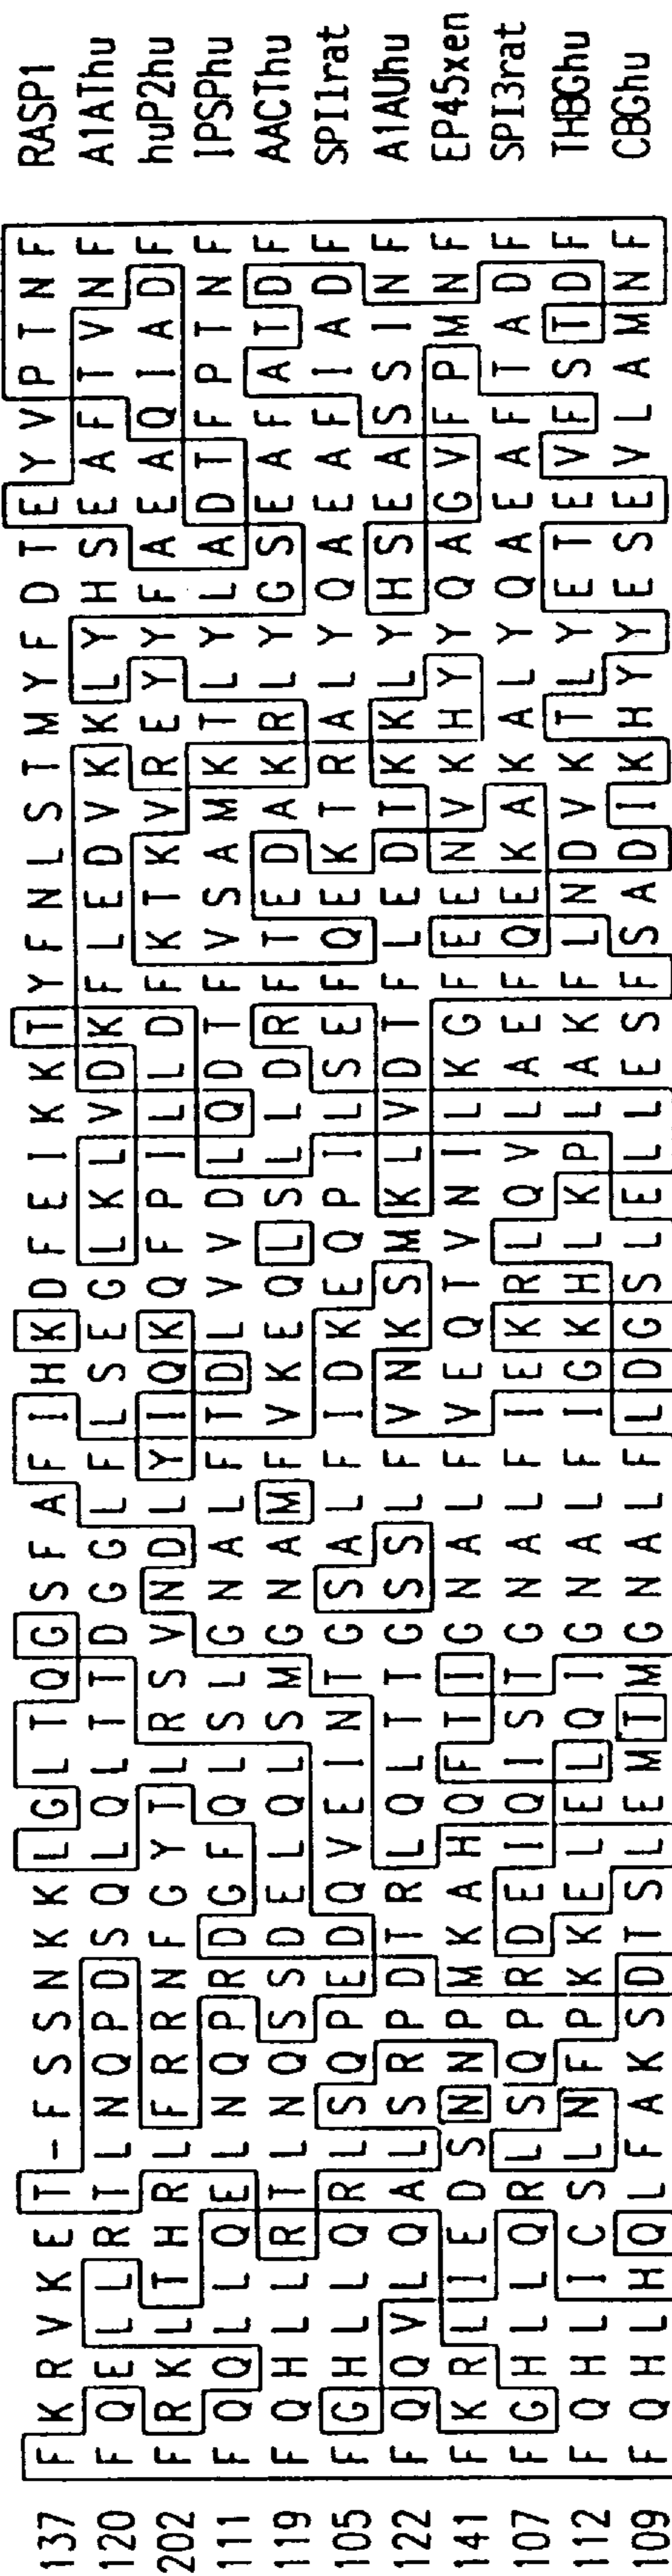 137 F K R V K E T - F S S N K K L G L T Q G S F A F I H K D F E I K K T Y F N L S T M Y F D T E Y V P T N F RASP1
120 F Q E L L R T L N Q P D S Q L Q L T T D G G L F L S E G L K L V D K F L E D V K K L Y H S E A F T V N F A1AThu
202 F R K L T H R L F R R N F G Y T L R S V N D L Y I Q K Q F P I L L D F K T K V R E Y Y F A E A Q I A D F huP2hu
111 F Q Q L L Q E L N Q P R D G F Q L S L G N A L F T D L V V D L Q D T F V S A M K T L Y L A D T F P T N F IPSPhu
119 F Q H L L R T L N Q S S D E L Q L S M G N A M F V K E Q L S L L D R F T E D A K R L Y G S E A F A T D F AACThu
105 F G H L L Q R L S Q P E D Q V E I N T G S A L F I D K E Q P I L S E F Q E K T R A L Y Q A E A F I A D F SPI1rat
122 F Q Q V L Q A L S R P D T R L Q L T T G S S L F V N K S M K L V D T F L E D T K K L Y H S E A S S I N F A1AUhu
141 F K R L I E D S N N P M K A H Q F T I G N A L F V E Q T V N I L K G F E E N V K H Y Y Q A G V F P M N F EP45xen
107 F G H L L Q R L S Q P R D E I Q I S T G N A L F I E K R L Q V L A E F Q E K A K A L Y Q A E A F T A D F SPI3rat
112 F Q H L I C S L N F P K K E L E L Q I G N A L F I G K H L K P L A K F L N D V K T L Y E T E V F S T D F THBGhu
109 F Q H L H Q L F A K S D T S L E M T M G N A L F L D G S L E L L E S F S A D I K H Y Y E S E V L A M N F CBGhu